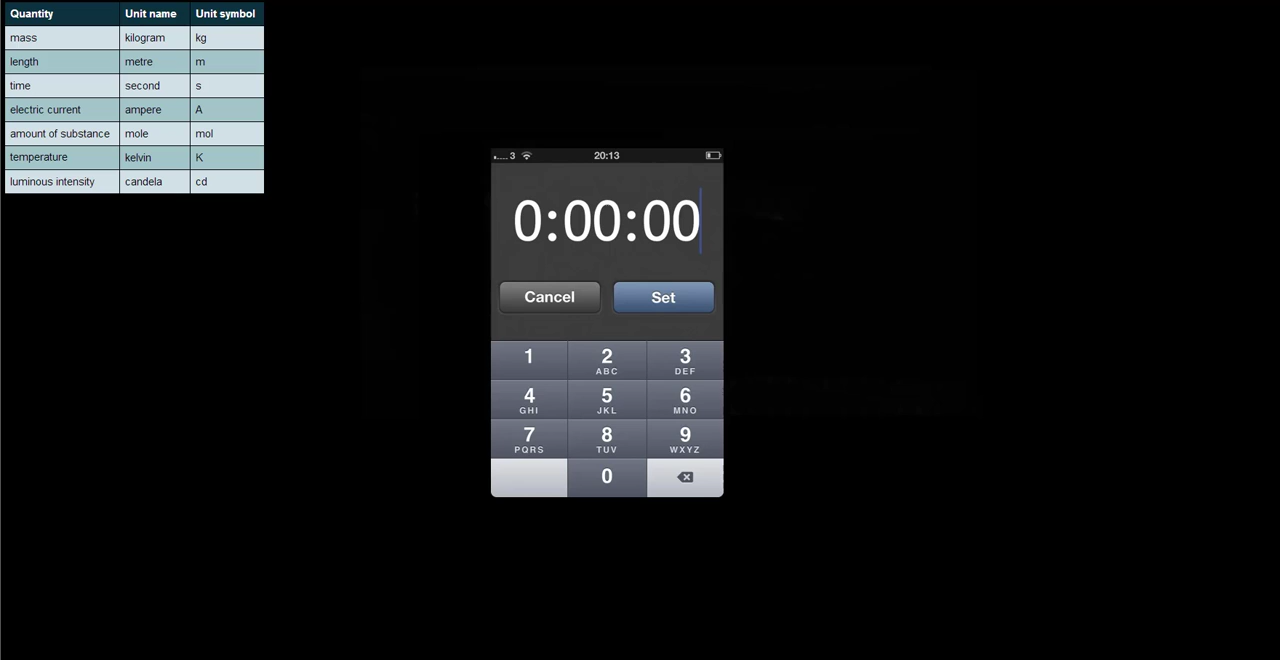 Quantity Unit name Unit symbol
mass kilogram kg
length metre m
time second s
electric current ampere A
amount of substance mole mol
temperature kelvin K
luminous intensity candela cd
3 20:13
0:00:00
Cancel Set
1 2 3
ABC DEF
4 5 6
GHI JKL MNO
7 8 9
PQRS TUV WXYZ
0